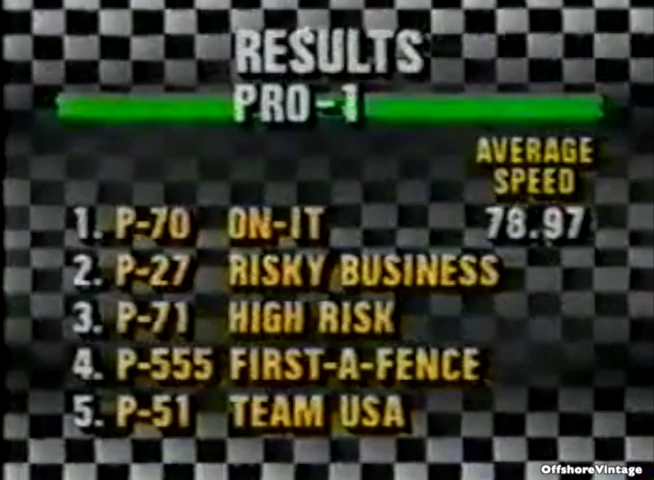 RESULTS
PRO-1
AVERAGE
SPEED
1. P-70 ON-IT 78.97
2. P-27 RISKY BUSINESS
3. P-71 HIGH RISK
4. P-555 FIRST-A-FENCE
5. P-51 TEAM USA
OffshoreVintage